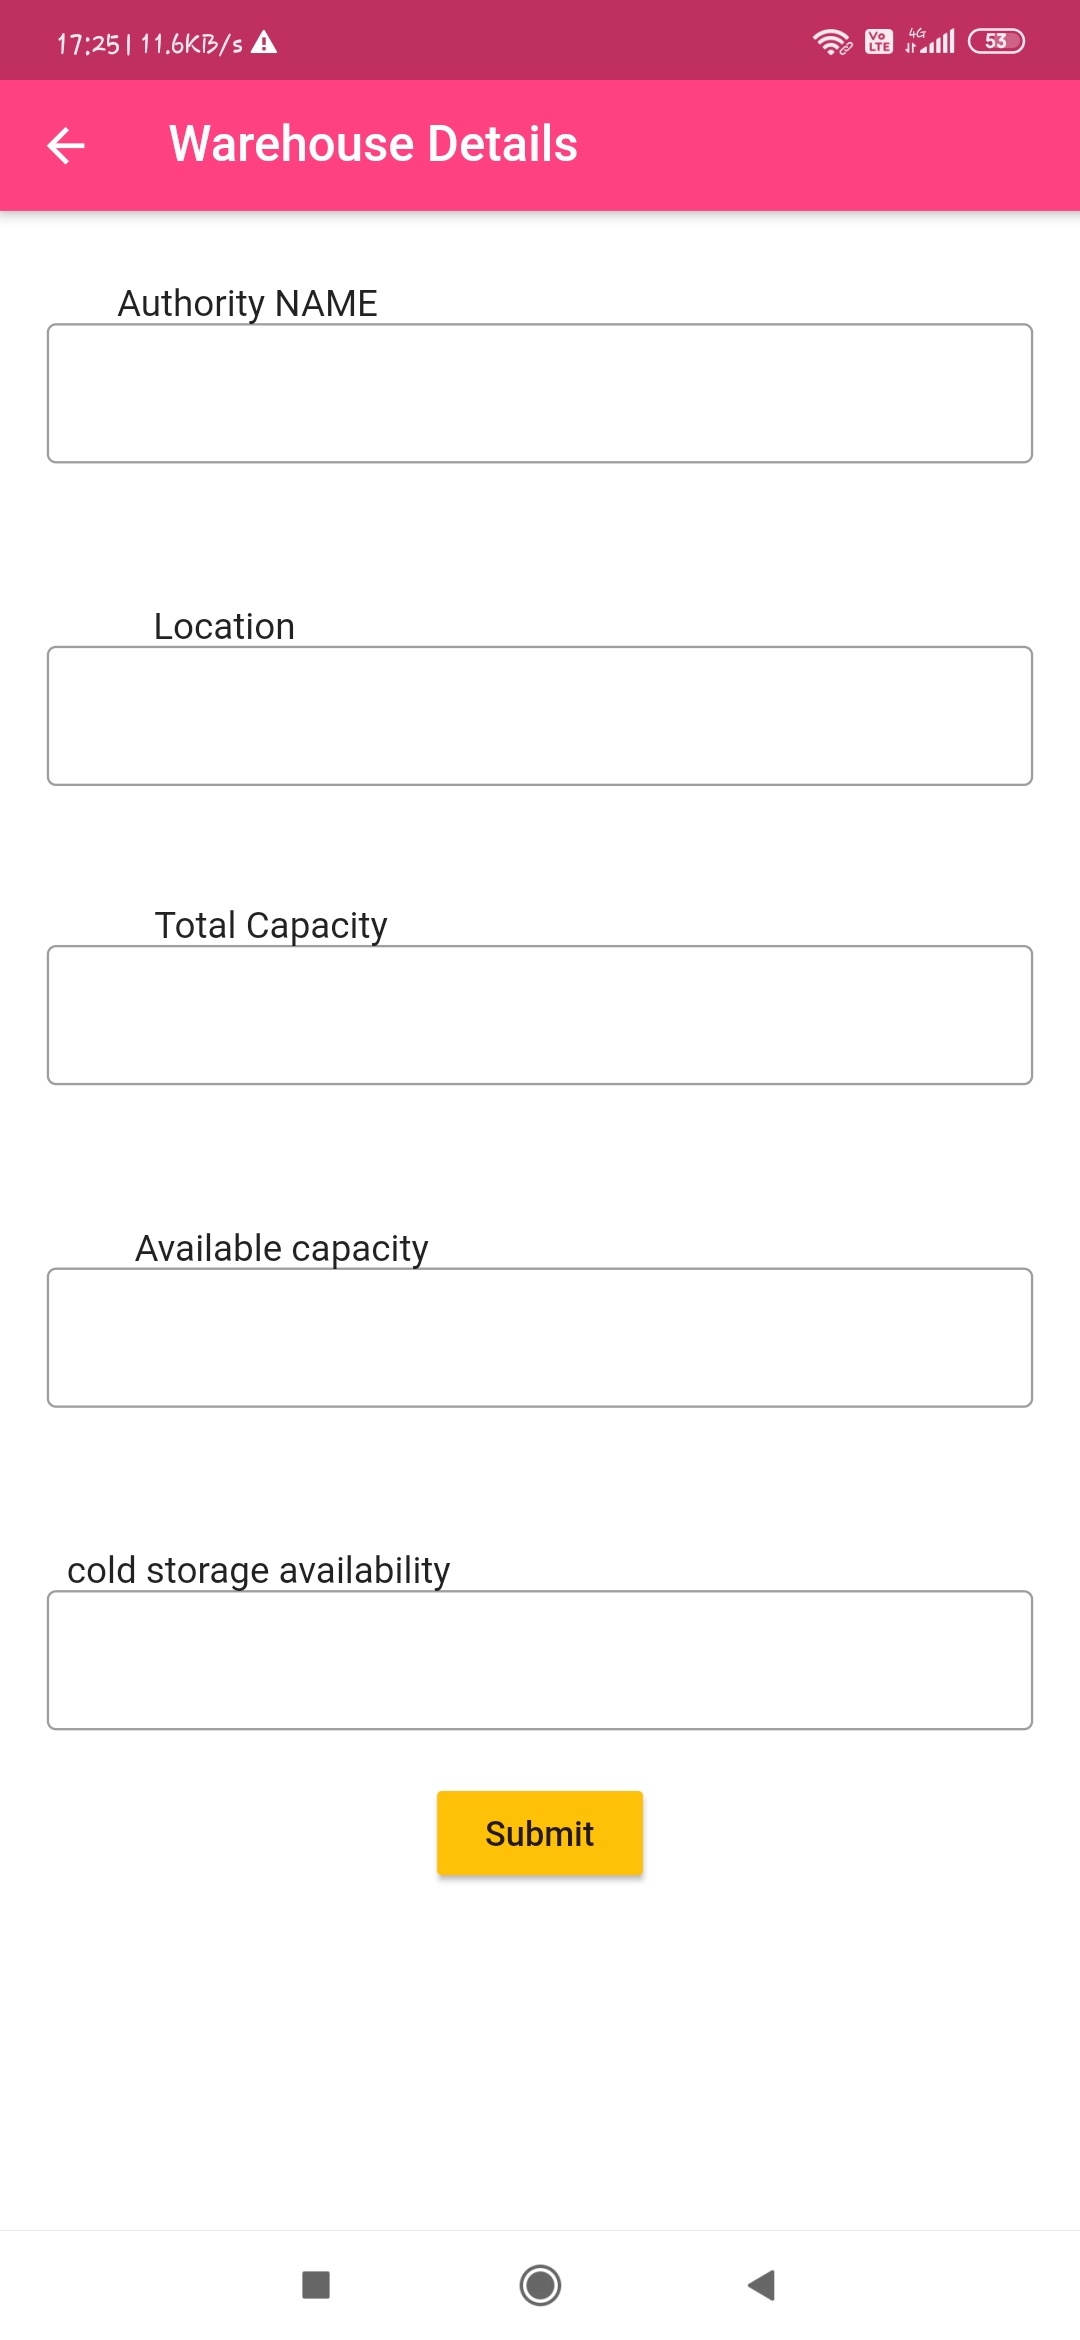 17:25 | 11.6KB/s
Vo LTE 4G 53
Warehouse Details
Authority NAME
Location
Total Capacity
Available capacity
cold storage availability
Submit